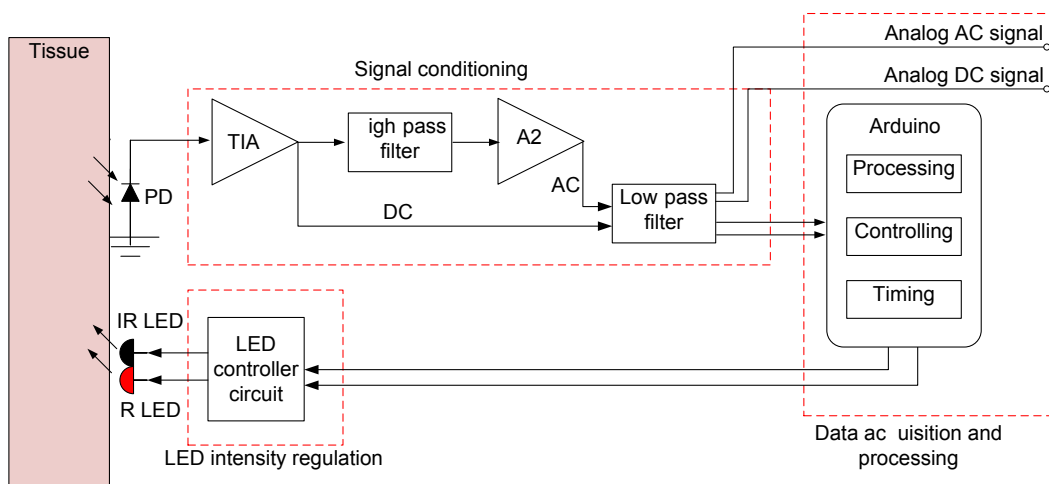 Analog AC signal
Tissue
Signal conditioning
Analog DC signal
Arduino
TIA
igh pass
filter
A2
Processing
PD
AC
DC
Low pass
filter
Controlling
Timing
IR LED
LED
controller
circuit
R LED
LED intensity regulation
Data ac uisition and
processing